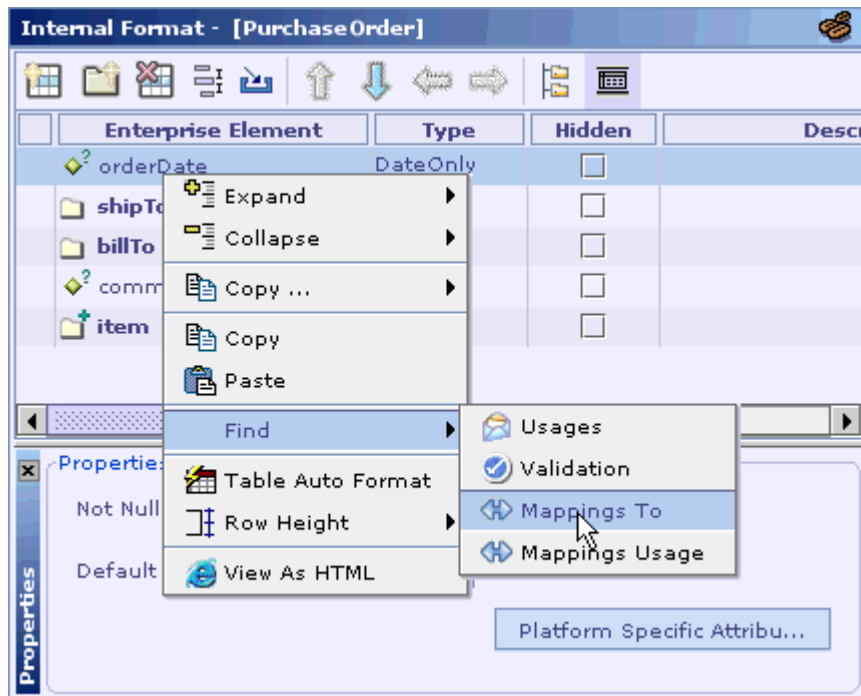 Internal Format - [PurchaseOrder]
Enterprise Element Type Hidden Descr
orderDate DateOnly
shipTo
billTo
comm
item
Expand
Collapse
Copy ...
Copy
Paste
Find
Table Auto Format
Row Height
View As HTML
Usages
Validation
Mappings To
Mappings Usage
Properties
Not Null
Default
Platform Specific Attribu...
Properties